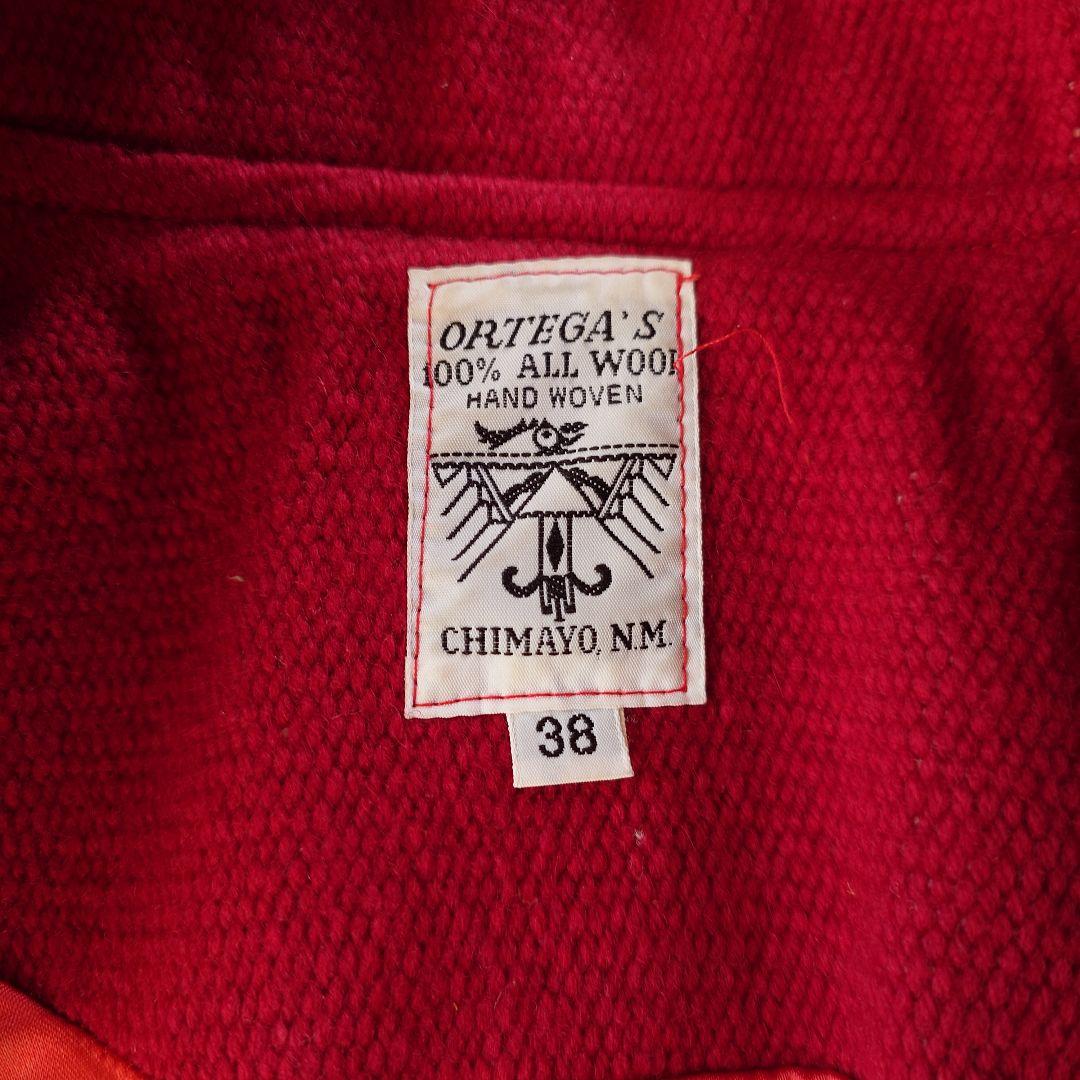 ORTEGA'S
100% ALL WOOL
HAND WOVEN
CHIMAYO, N.M.
38